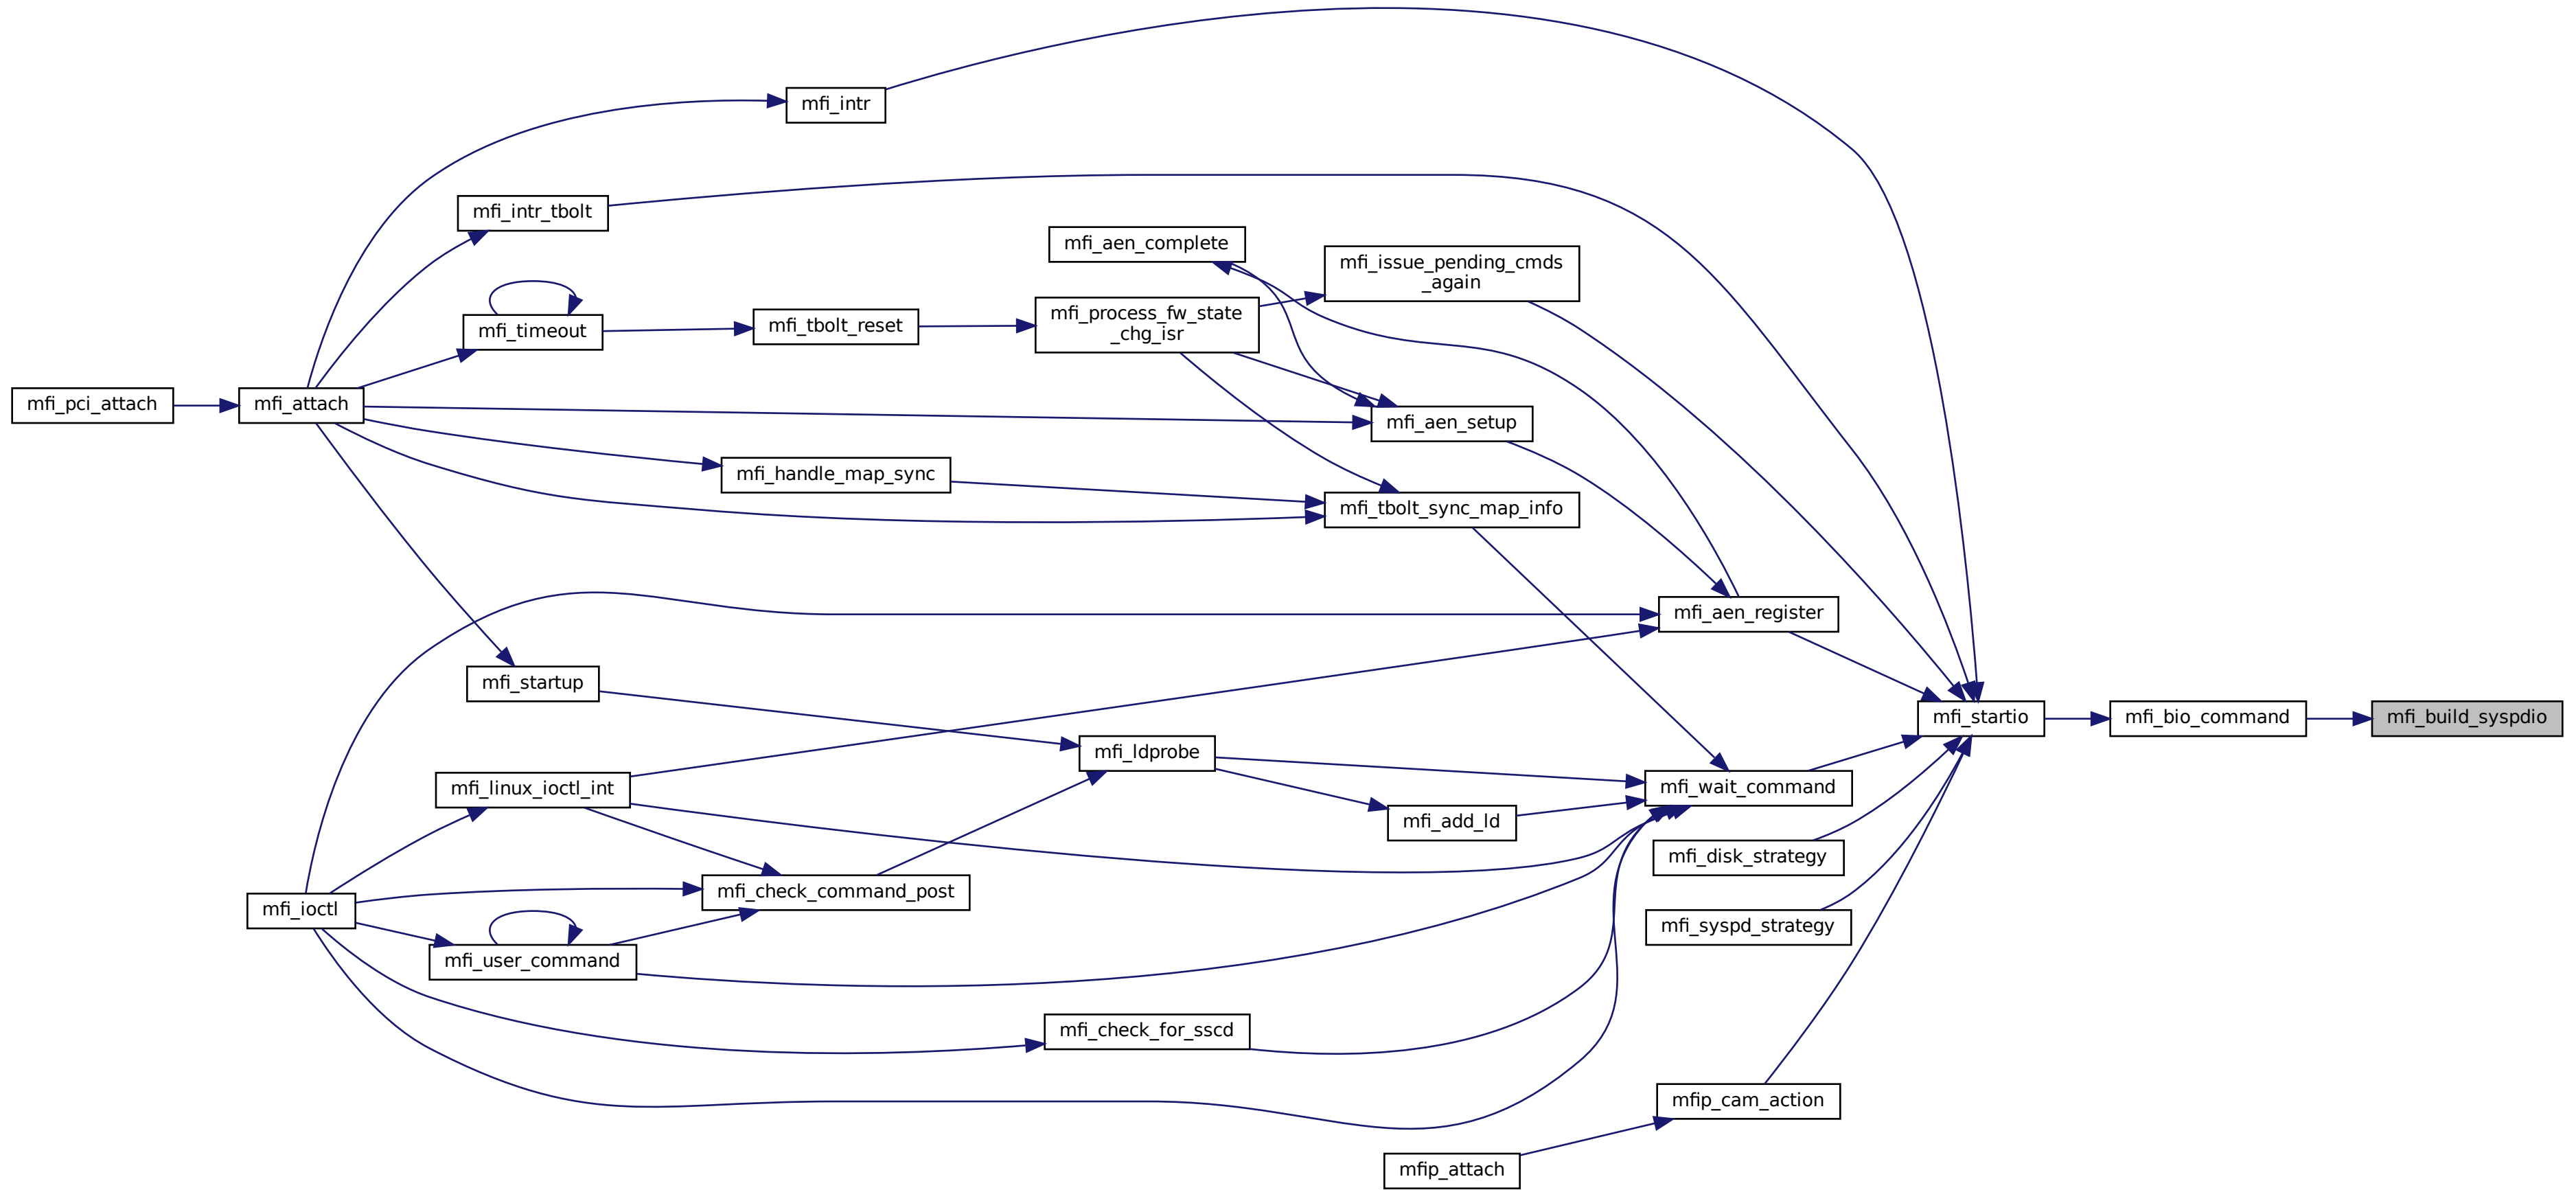 mfi_intr
mfi_intr_tbolt
mfi_aen_complete
mfi_issue_pending_cmds
_again
mfi_process_fw_state
_chg_isr
mfi_tbolt_reset
mfi_timeout
mfi_pci_attach
mfi_attach
mfi_aen_setup
mfi_handle_map_sync
mfi_tbolt_sync_map_info
mfi_aen_register
mfi_startup
mfi_startio
mfi_bio_command
mfi_build_syspdio
mfi_ldprobe
mfi_linux_ioctl_int
mfi_wait_command
mfi_add_ld
mfi_disk_strategy
mfi_check_command_post
mfi_ioctl
mfi_syspd_strategy
mfi_user_command
mfi_check_for_sscd
mfip_cam_action
mfip_attach